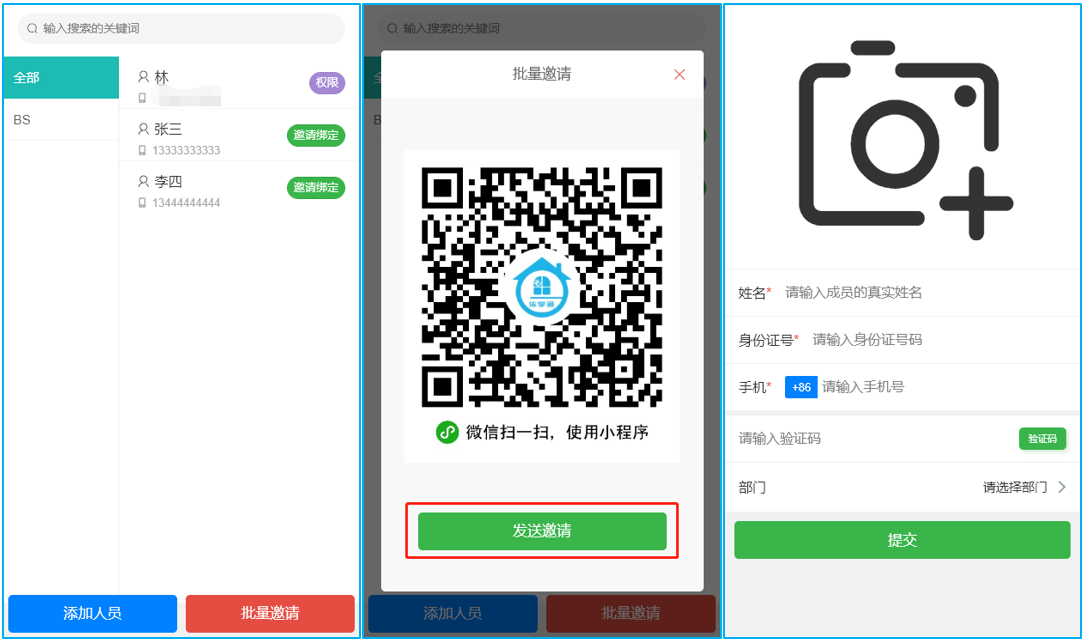 输入搜索的关键词
全部
BS
林
权限
张三
13333333333
邀请绑定
李四
13444444444
邀请绑定
添加人员
批量邀请
输入搜索的关键词
批量邀请
微信扫一扫，使用小程序
发送邀请
添加人员
批量邀请
姓名* 请输入成员的真实姓名
身份证号* 请输入身份证号码
手机* +86 请输入手机号
请输入验证码 验证码
部门 请选择部门
提交